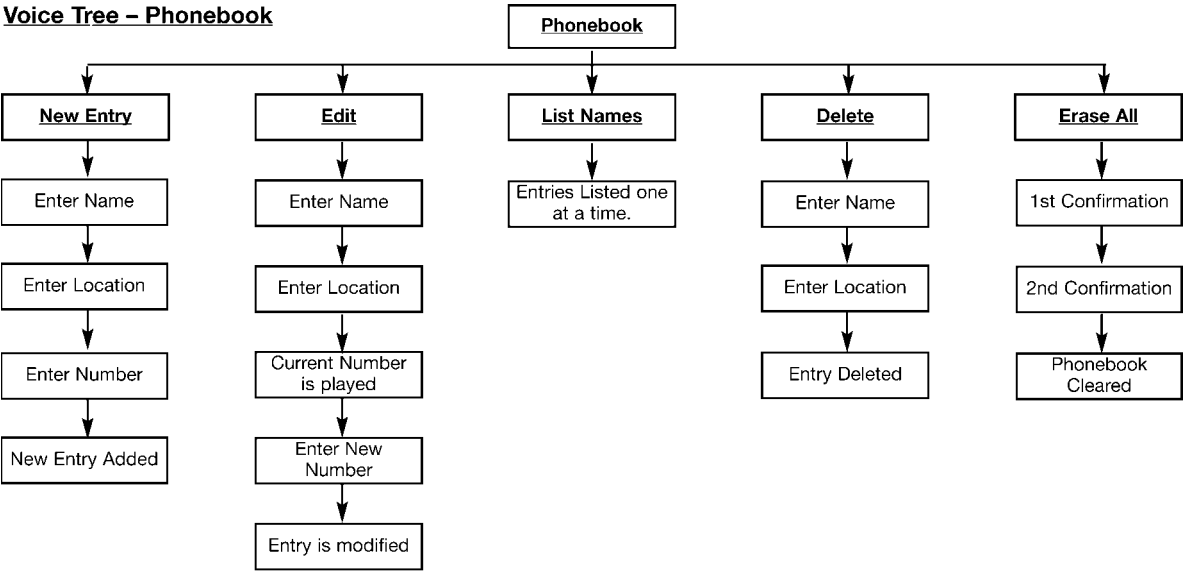 Voice Tree – Phonebook
Phonebook
New Entry
Edit
List Names
Delete
Erase All
Enter Name
Enter Name
Entries Listed one
at a time.
Enter Name
1st Confirmation
Enter Location
Enter Location
Enter Location
2nd Confirmation
Enter Number
Current Number
is played
Entry Deleted
Phonebook
Cleared
New Entry Added
Enter New
Number
Entry is modified